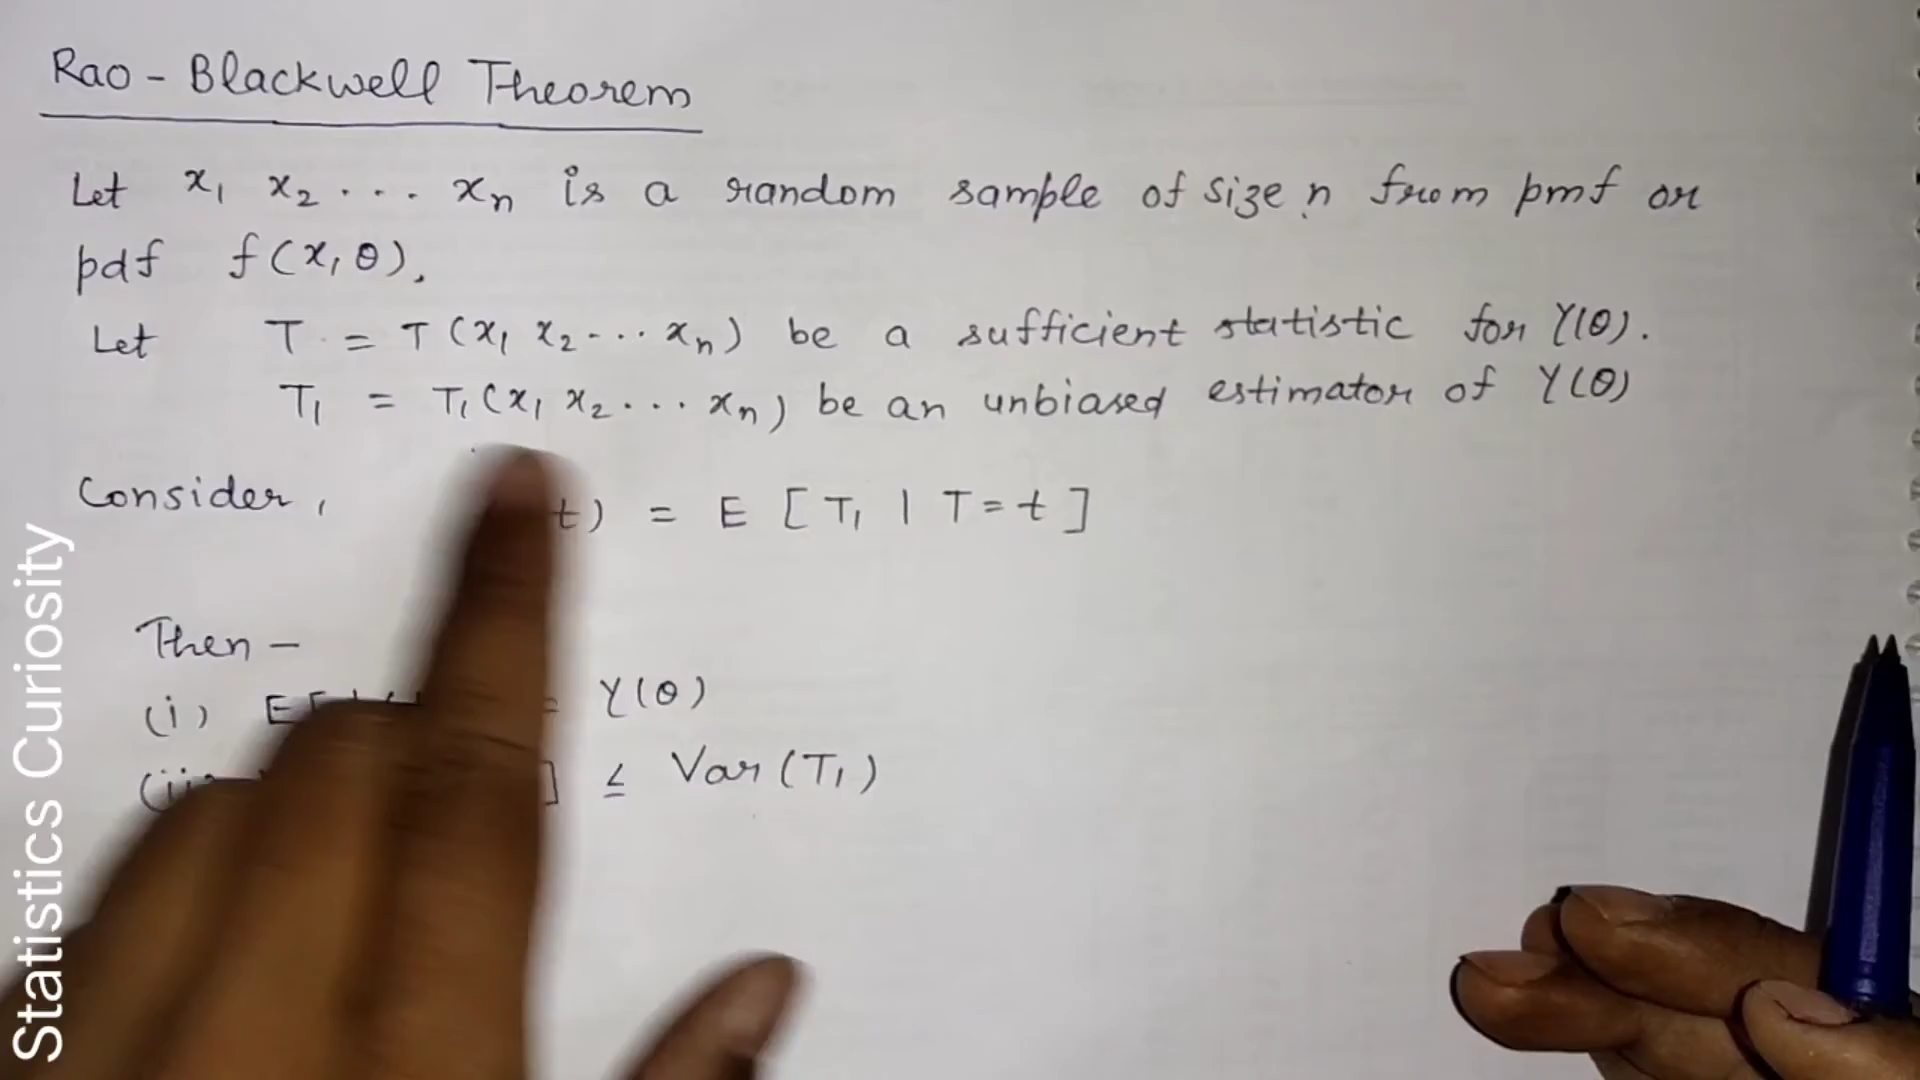 Rao - Blackwell Theorem
Let x₁ x₂ ... xₙ is a random sample of size n from pmf or
pdf f(x, θ).
Let T = T(x₁ x₂ ... xₙ) be a sufficient statistic for γ(θ).
T₁ = T₁(x₁ x₂ ... xₙ) be an unbiased estimator of γ(θ)
Consider, t) = E [T₁ | T = t]
Then -
(i) E[ = γ(θ)
(ii ] ≤ Var(T₁)
Statistics Curiosity